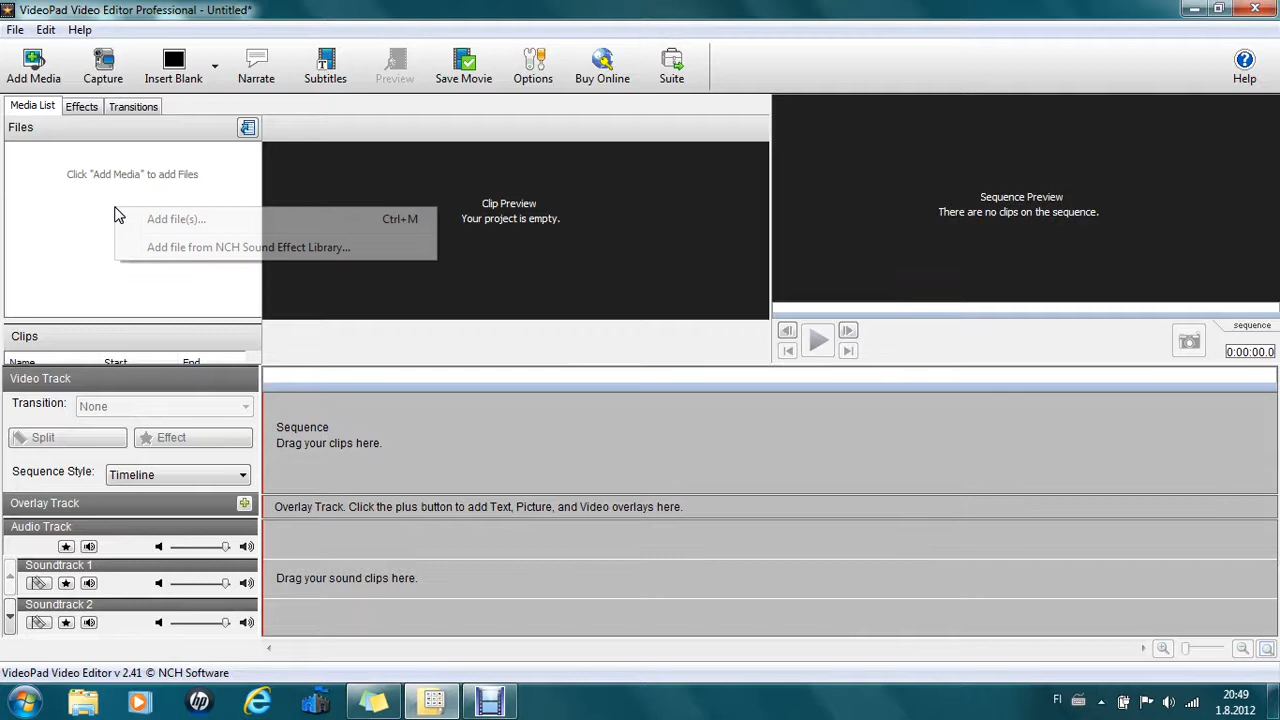 VideoPad Video Editor Professional - Untitled*
File Edit Help
Add Media Capture Insert Blank Narrate Subtitles Preview Save Movie Options Buy Online Suite Help
Media List Effects Transitions
Files
Click "Add Media" to add Files
Add file(s)... Ctrl+M
Add file from NCH Sound Effect Library...
Clip Preview
Your project is empty.
Sequence Preview
There are no clips on the sequence.
Clips
Name Start End
sequence
0:00:00.0
Video Track
Transition: None
Split Effect
Sequence Style: Timeline
Sequence
Drag your clips here.
Overlay Track
Overlay Track. Click the plus button to add Text, Picture, and Video overlays here.
Audio Track
Soundtrack 1
Drag your sound clips here.
Soundtrack 2
VideoPad Video Editor v 2.41 © NCH Software
hp
FI
20:49
1.8.2012